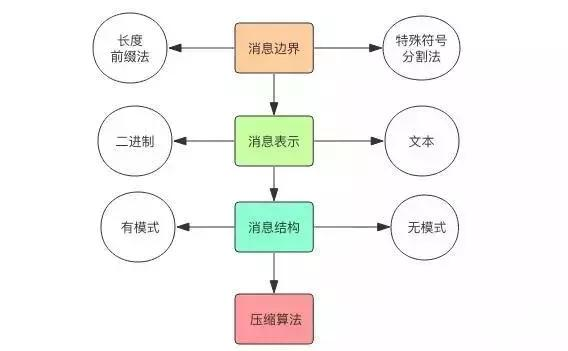 长度
前缀法
消息边界
特殊符号
分割法
二进制
消息表示
文本
有模式
消息结构
无模式
压缩算法